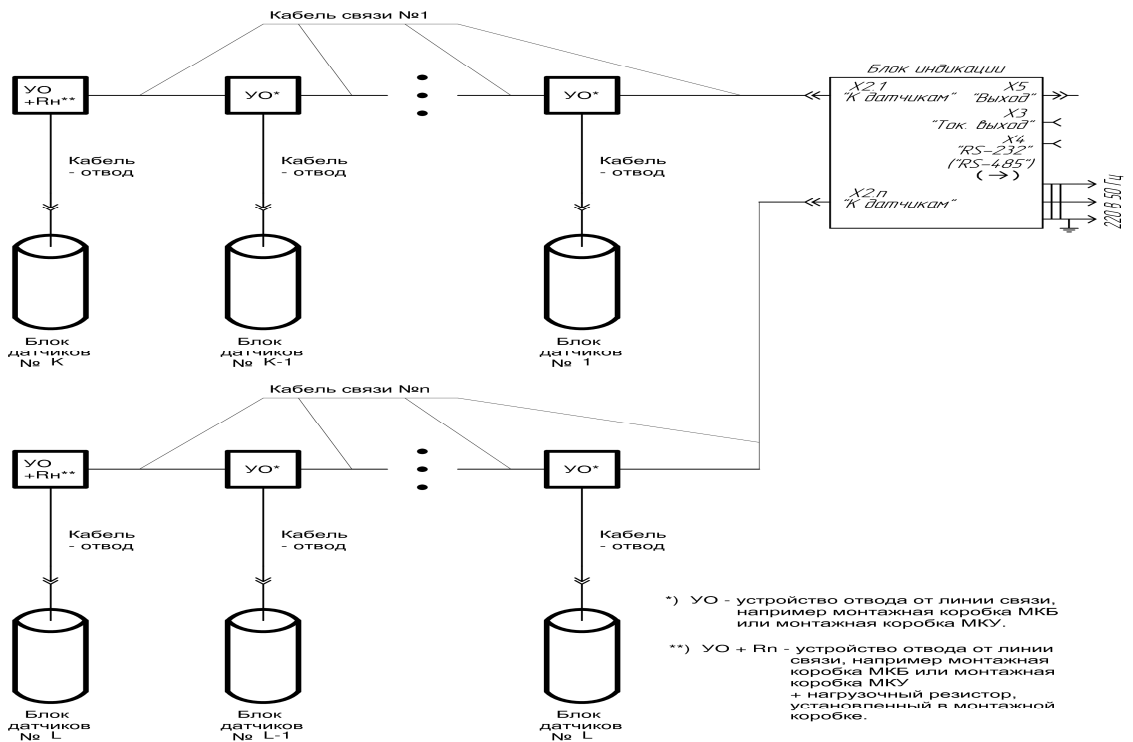 Кабель связи №1
Блок индикации
УО
+Rн**
УО*
УО*
X2.1
"К датчикам"
X5
"Выход"
X3
"Ток. выход"
X4
"RS-232"
("RS-485")
(→)
X2.n
"К датчикам"
220 В 50 Гц
Кабель
- отвод
Кабель
- отвод
Кабель
- отвод
Блок
датчиков
№ K
Блок
датчиков
№ K-1
Блок
датчиков
№ 1
Кабель связи №n
УО
+Rн**
УО*
УО*
Кабель
- отвод
Кабель
- отвод
Кабель
- отвод
Блок
датчиков
№ L
Блок
датчиков
№ L-1
Блок
датчиков
№ L
*) УО - устройство отвода от линии связи,
например монтажная коробка МКБ
или монтажная коробка МКУ.
**) УО + Rn - устройство отвода от линии
связи, например монтажная
коробка МКБ или монтажная
коробка МКУ
+ нагрузочный резистор,
установленный в монтажной
коробке.